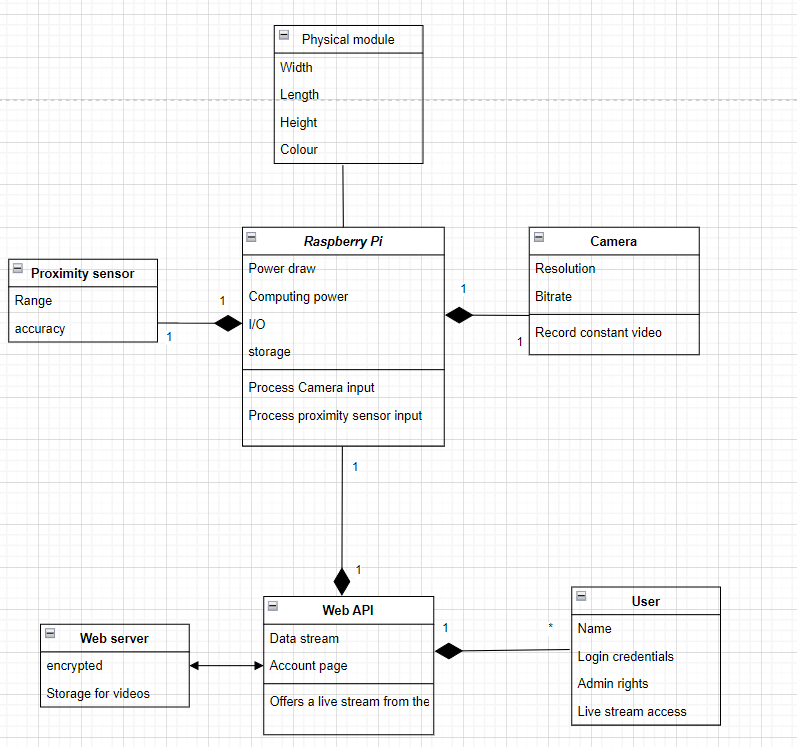 Physical module
Width
Length
Height
Colour
Raspberry Pi
Power draw
Computing power
I/O
storage
Process Camera input
Process proximity sensor input
Proximity sensor
Range
accuracy
1
1
Camera
Resolution
Bitrate
Record constant video
1
1
1
1
Web API
Data stream
Account page
Offers a live stream from the
Web server
encrypted
Storage for videos
1
*
User
Name
Login credentials
Admin rights
Live stream access